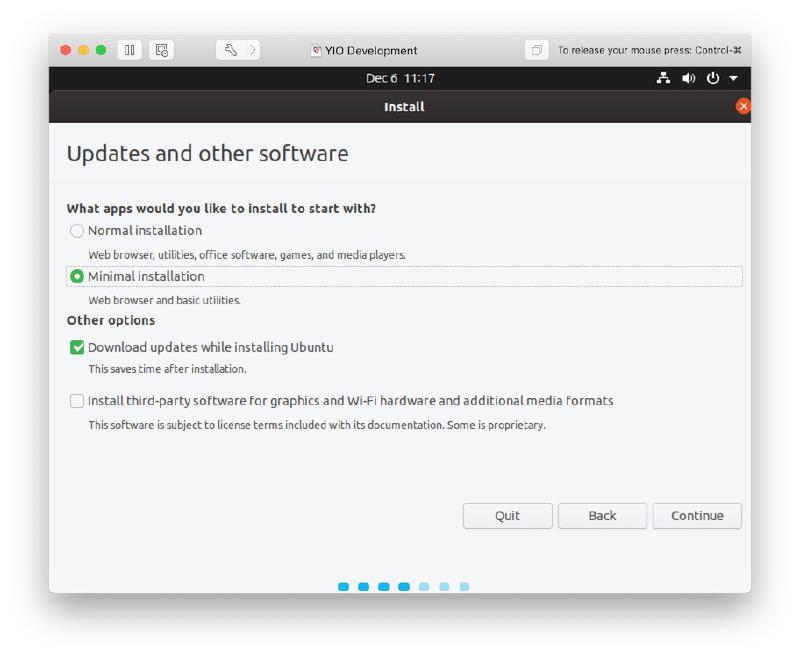 YIO Development
To release your mouse press: Control-⌘
Dec 6 11:17
Install
Updates and other software
What apps would you like to install to start with?
Normal installation
Web browser, utilities, office software, games, and media players.
Minimal installation
Web browser and basic utilities.
Other options
Download updates while installing Ubuntu
This saves time after installation.
Install third-party software for graphics and Wi-Fi hardware and additional media formats
This software is subject to license terms included with its documentation. Some is proprietary.
Quit
Back
Continue